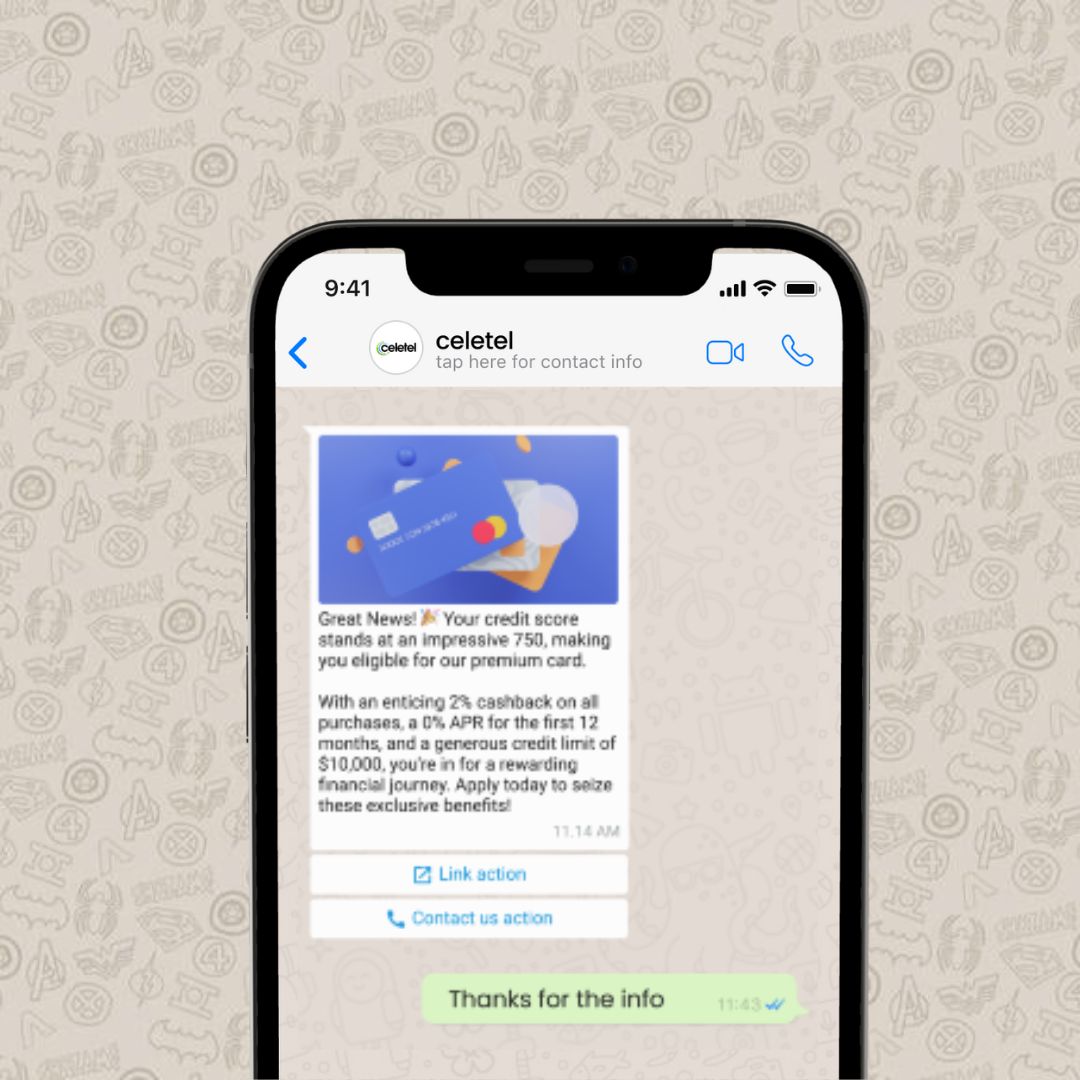 9:41
celetel
celetel
tap here for contact info
Great News! 🎉 Your credit score
stands at an impressive 750, making
you eligible for our premium card.
With an enticing 2% cashback on all
purchases, a 0% APR for the first 12
months, and a generous credit limit of
$10,000, you're in for a rewarding
financial journey. Apply today to seize
these exclusive benefits!
11.14 AM
Link action
Contact us action
Thanks for the info
11:43